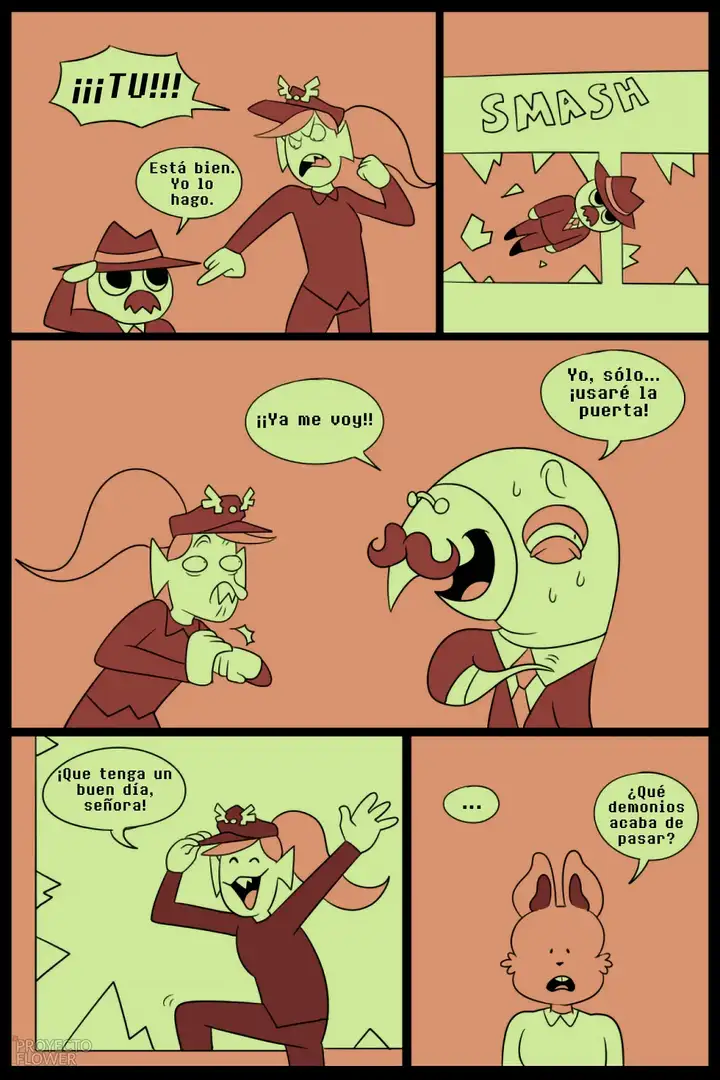 ¡¡¡TU!!!
Está bien.
Yo lo
hago.
SMASH
¡¡Ya me voy!!
Yo, sólo...
¡usaré la
puerta!
¡Que tenga un
buen día,
señora!
...
¿Qué
demonios
acaba de
pasar?
PROYECTO
FLOWER